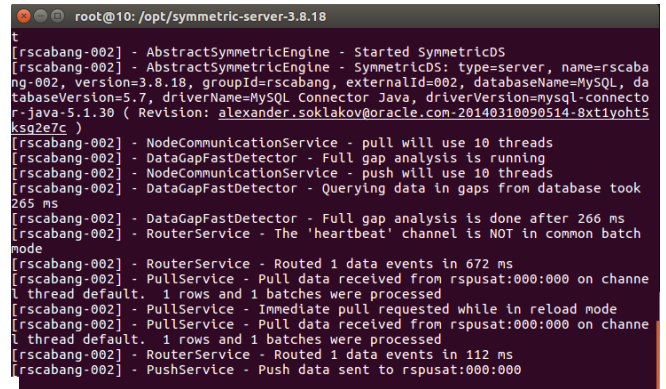 root@10: /opt/symmetric-server-3.8.18
t
[rscabang-002] - AbstractSymmetricEngine - Started SymmetricDS
[rscabang-002] - AbstractSymmetricEngine - SymmetricDS: type=server, name=rscaba
ng-002, version=3.8.18, groupId=rscabang, externalId=002, databaseName=MySQL, da
tabaseVersion=5.7, driverName=MySQL Connector Java, driverVersion=mysql-connecto
r-java-5.1.30 ( Revision: alexander.soklakov@oracle.com-20140310090514-8xt1yoht5
ksg2e7c )
[rscabang-002] - NodeCommunicationService - pull will use 10 threads
[rscabang-002] - DataGapFastDetector - Full gap analysis is running
[rscabang-002] - NodeCommunicationService - push will use 10 threads
[rscabang-002] - DataGapFastDetector - Querying data in gaps from database took
265 ms
[rscabang-002] - DataGapFastDetector - Full gap analysis is done after 266 ms
[rscabang-002] - RouterService - The 'heartbeat' channel is NOT in common batch
mode
[rscabang-002] - RouterService - Routed 1 data events in 672 ms
[rscabang-002] - PullService - Pull data received from rspusat:000:000 on channe
l thread default.  1 rows and 1 batches were processed
[rscabang-002] - PullService - Immediate pull requested while in reload mode
[rscabang-002] - PullService - Pull data received from rspusat:000:000 on channe
l thread default.  1 rows and 1 batches were processed
[rscabang-002] - RouterService - Routed 1 data events in 112 ms
[rscabang-002] - PushService - Push data sent to rspusat:000:000